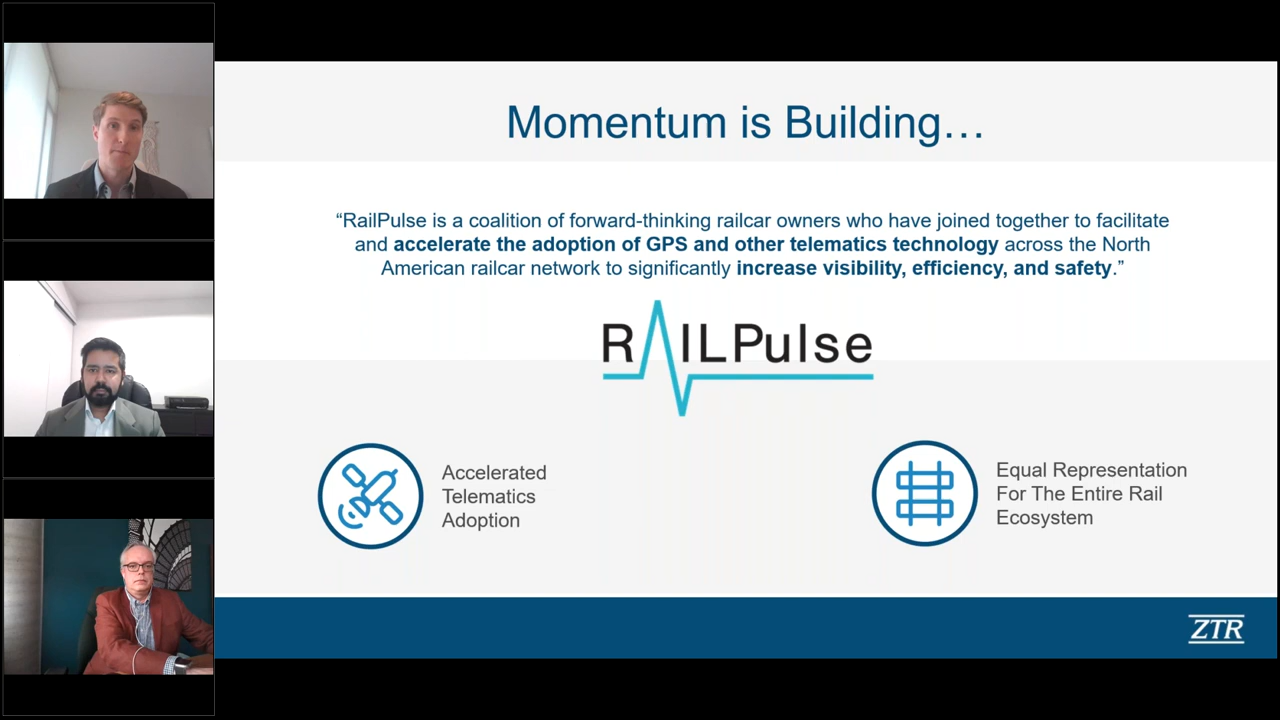 Momentum is Building…
“RailPulse is a coalition of forward-thinking railcar owners who have joined together to facilitate
and accelerate the adoption of GPS and other telematics technology across the North
American railcar network to significantly increase visibility, efficiency, and safety.”
RAILPulse
Accelerated
Telematics
Adoption
Equal Representation
For The Entire Rail
Ecosystem
ZTR